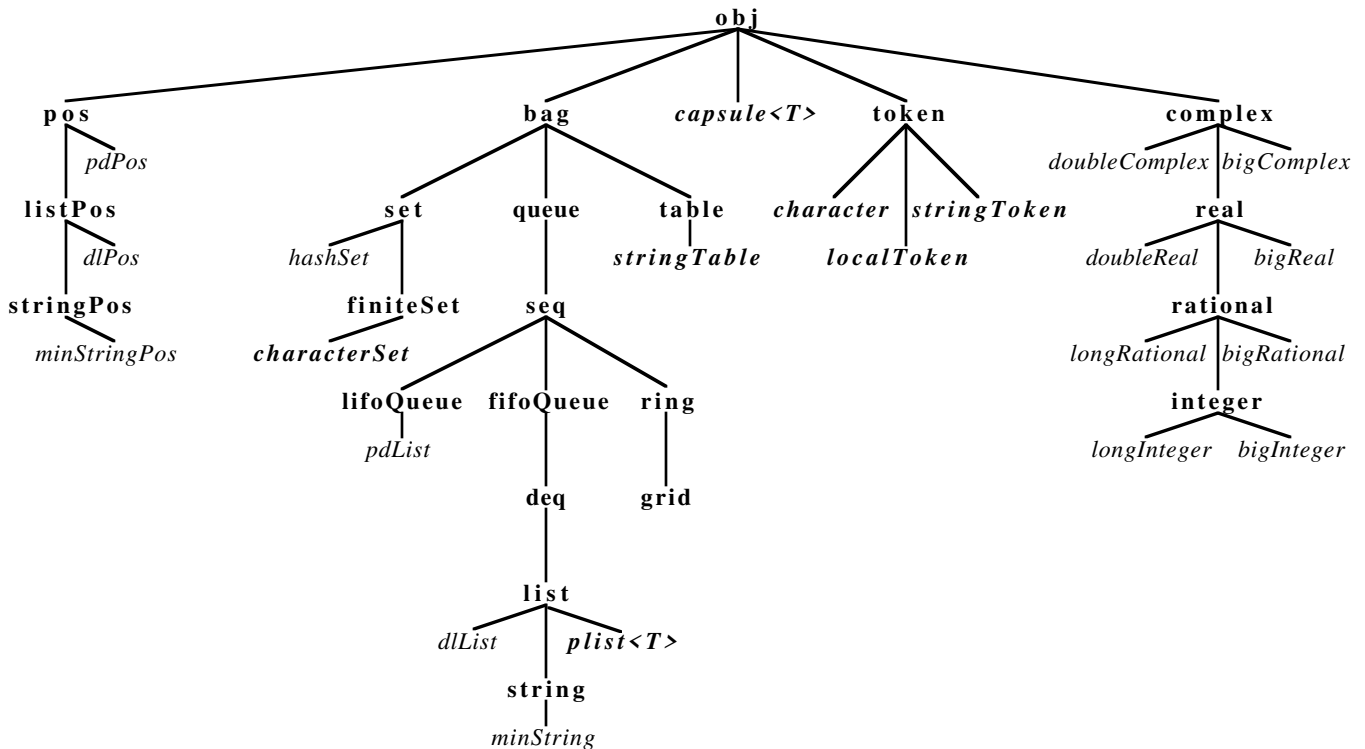 obj
pos bag capsule<T> token complex
pdPos doubleComplex bigComplex
listPos set queue table character stringToken real
dlPos hashSet stringTable localToken doubleReal bigReal
stringPos finiteSet seq rational
minStringPos characterSet longRational bigRational
lifoQueue fifoQueue ring integer
pdList longInteger bigInteger
deq grid
list
dlList plist<T>
string
minString